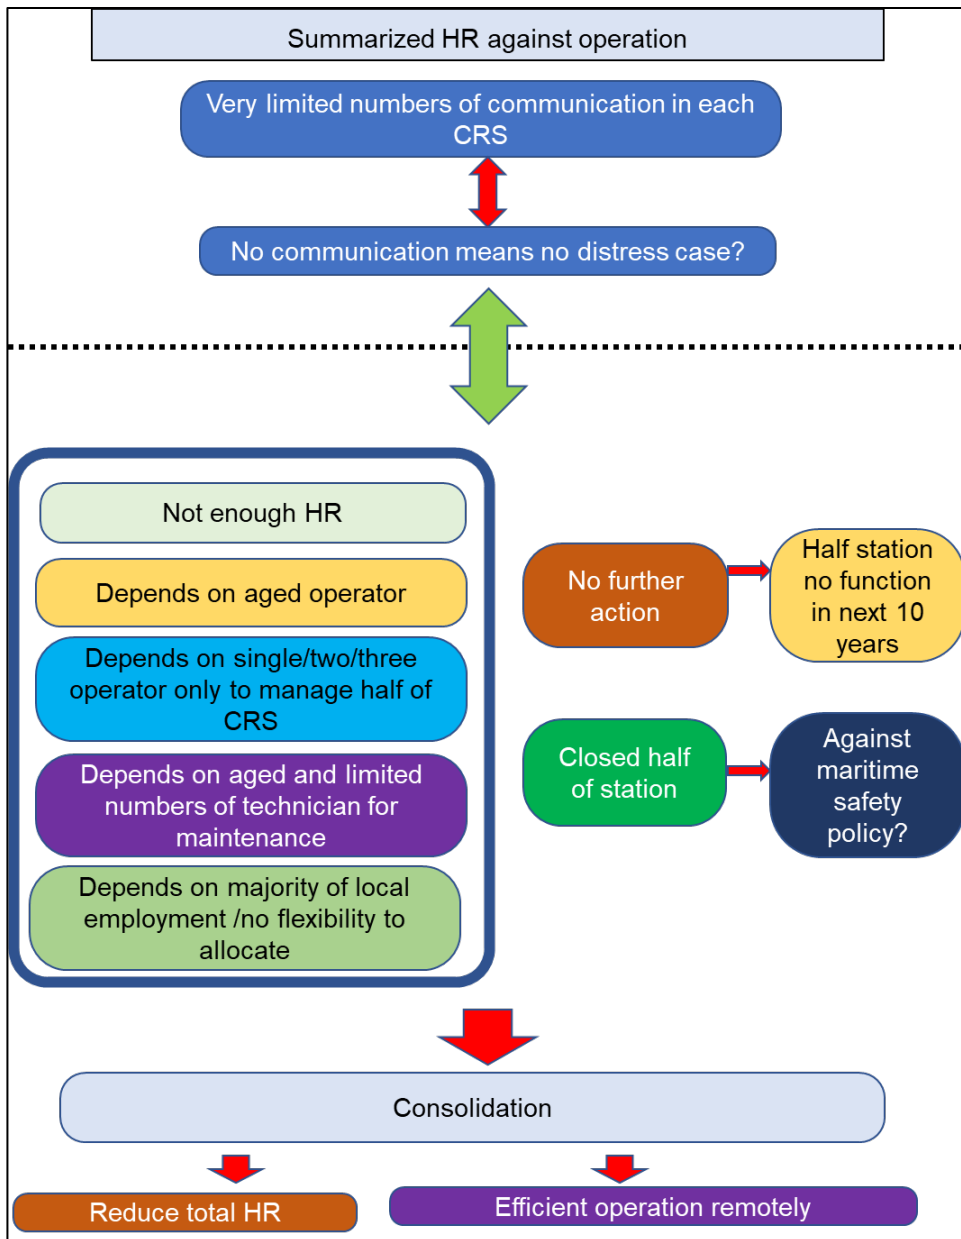 Summarized HR against operation
Very limited numbers of communication in each
CRS
No communication means no distress case?
Not enough HR
Depends on aged operator
Depends on single/two/three
operator only to manage half of
CRS
Depends on aged and limited
numbers of technician for
maintenance
Depends on majority of local
employment /no flexibility to
allocate
No further
action
Half station
no function
in next 10
years
Closed half
of station
Against
maritime
safety
policy?
Consolidation
Reduce total HR
Efficient operation remotely